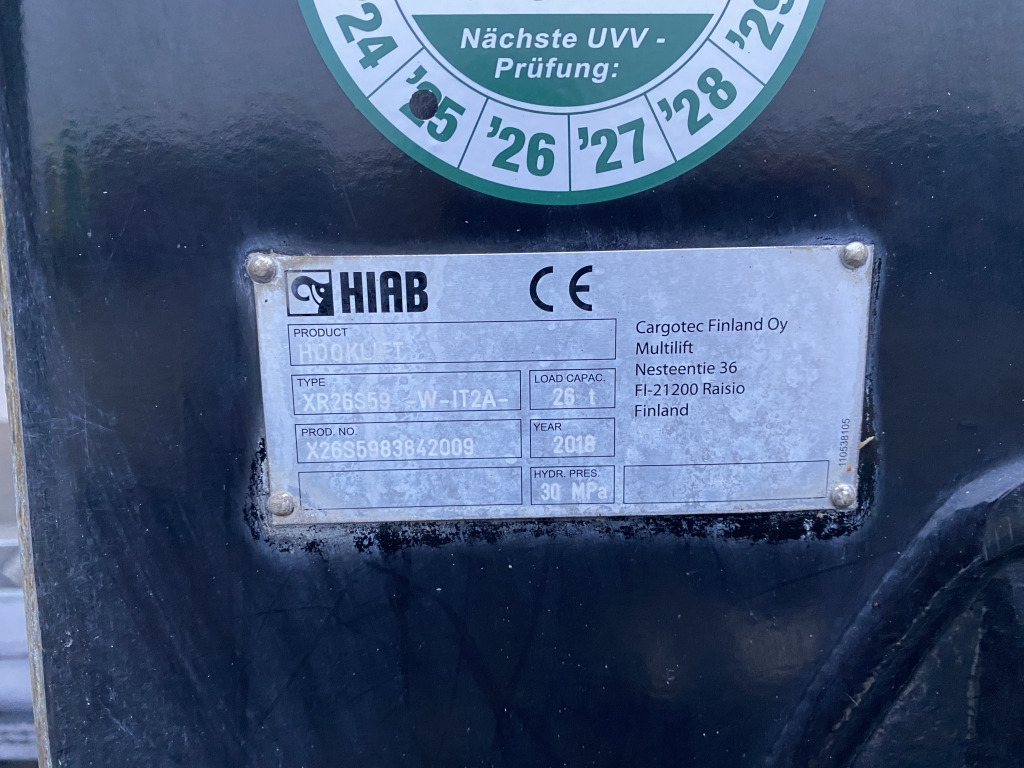 '24 '25 '26 '27 '28 '29
Nächste UVV -
Prüfung:
HIAB CE
PRODUCT
HOOKLIFT
TYPE
XR26S59 -W-IT2A-
LOAD CAPAC.
26 t
PROD. NO.
X26S5983842009
YEAR
2018
HYDR. PRES.
30 MPa
Cargotec Finland Oy
Multilift
Nesteentie 36
FI-21200 Raisio
Finland
110538105